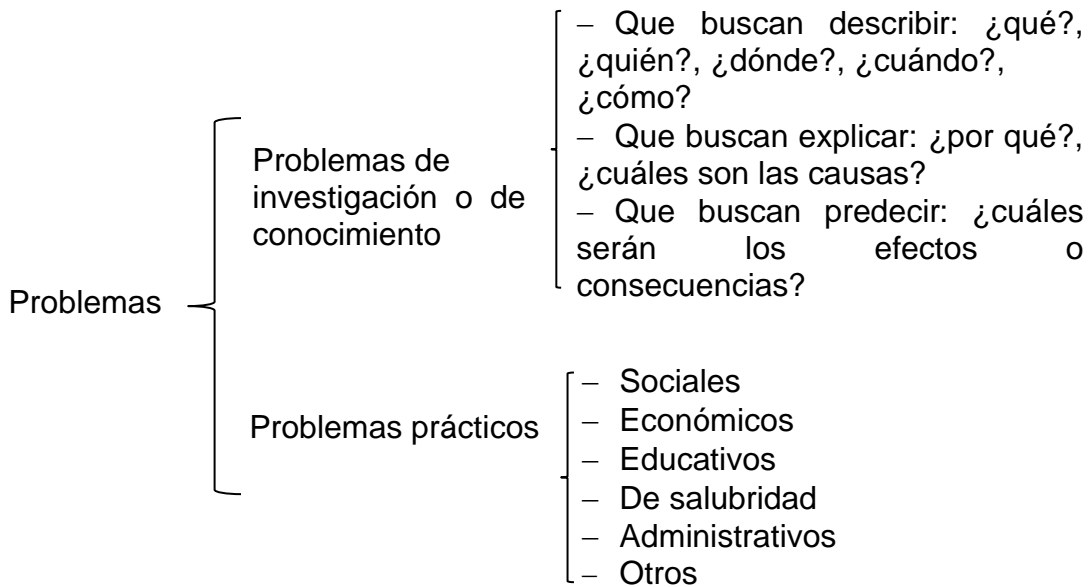 Problemas
Problemas de
investigación o de
conocimiento
– Que buscan describir: ¿qué?,
¿quién?, ¿dónde?, ¿cuándo?,
¿cómo?
– Que buscan explicar: ¿por qué?,
¿cuáles son las causas?
– Que buscan predecir: ¿cuáles
serán los efectos o
consecuencias?
Problemas prácticos
– Sociales
– Económicos
– Educativos
– De salubridad
– Administrativos
– Otros